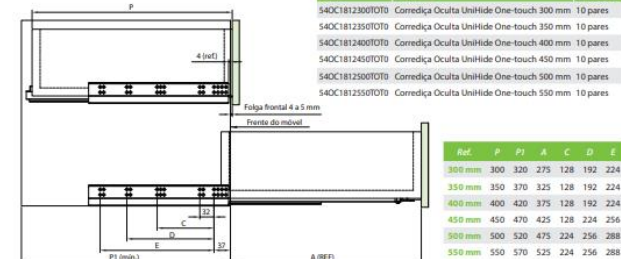 P
4 (ref.)
Folga frontal 4 a 5 mm
Frente do móvel
32
C
D
E
37
P1 (mín.)
A (REF)
54OC1812300TOT0 Corrediça Oculta UniHide One-touch 300 mm 10 pares
54OC1812350TOT0 Corrediça Oculta UniHide One-touch 350 mm 10 pares
54OC1812400TOT0 Corrediça Oculta UniHide One-touch 400 mm 10 pares
54OC1812450TOT0 Corrediça Oculta UniHide One-touch 450 mm 10 pares
54OC1812500TOT0 Corrediça Oculta UniHide One-touch 500 mm 10 pares
54OC1812550TOT0 Corrediça Oculta UniHide One-touch 550 mm 10 pares
Ref. P P1 A C D E
300 mm 300 320 275 128 192 224
350 mm 350 370 325 128 192 224
400 mm 400 420 375 128 192 224
450 mm 450 470 425 128 224 256
500 mm 500 520 475 224 256 288
550 mm 550 570 525 224 256 288